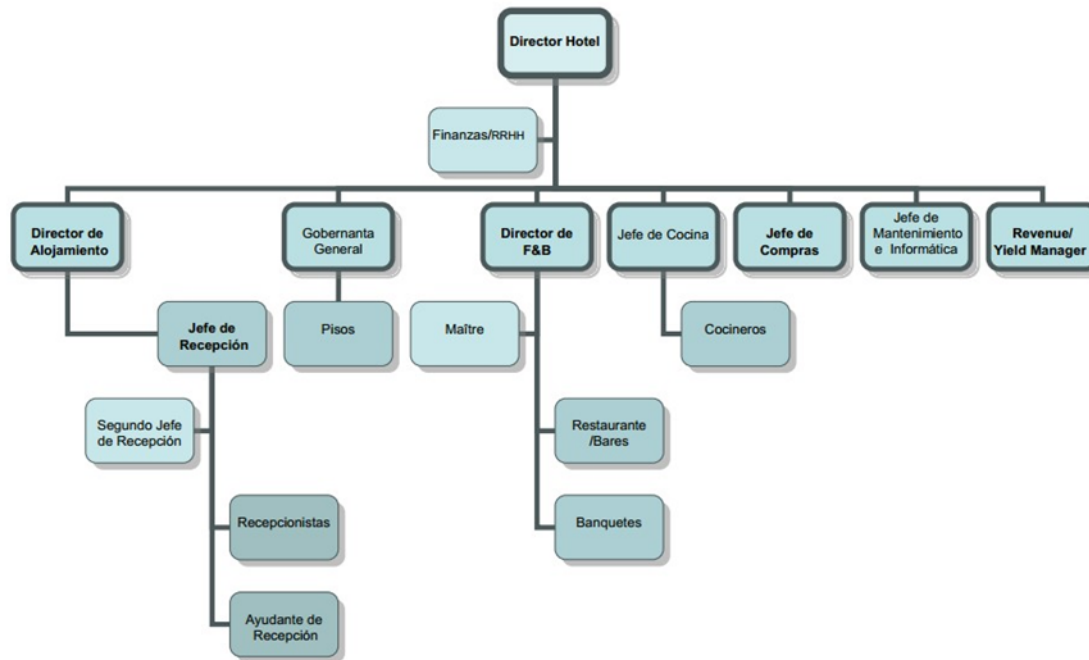 Director Hotel
Finanzas/RRHH
Director de
Alojamiento
Gobernanta
General
Director de
F&B
Jefe de Cocina
Jefe de
Compras
Jefe de
Mantenimiento
e Informática
Revenue/
Yield Manager
Jefe de
Recepción
Pisos
Maître
Cocineros
Segundo Jefe
de Recepción
Restaurante
/Bares
Recepcionistas
Banquetes
Ayudante de
Recepción